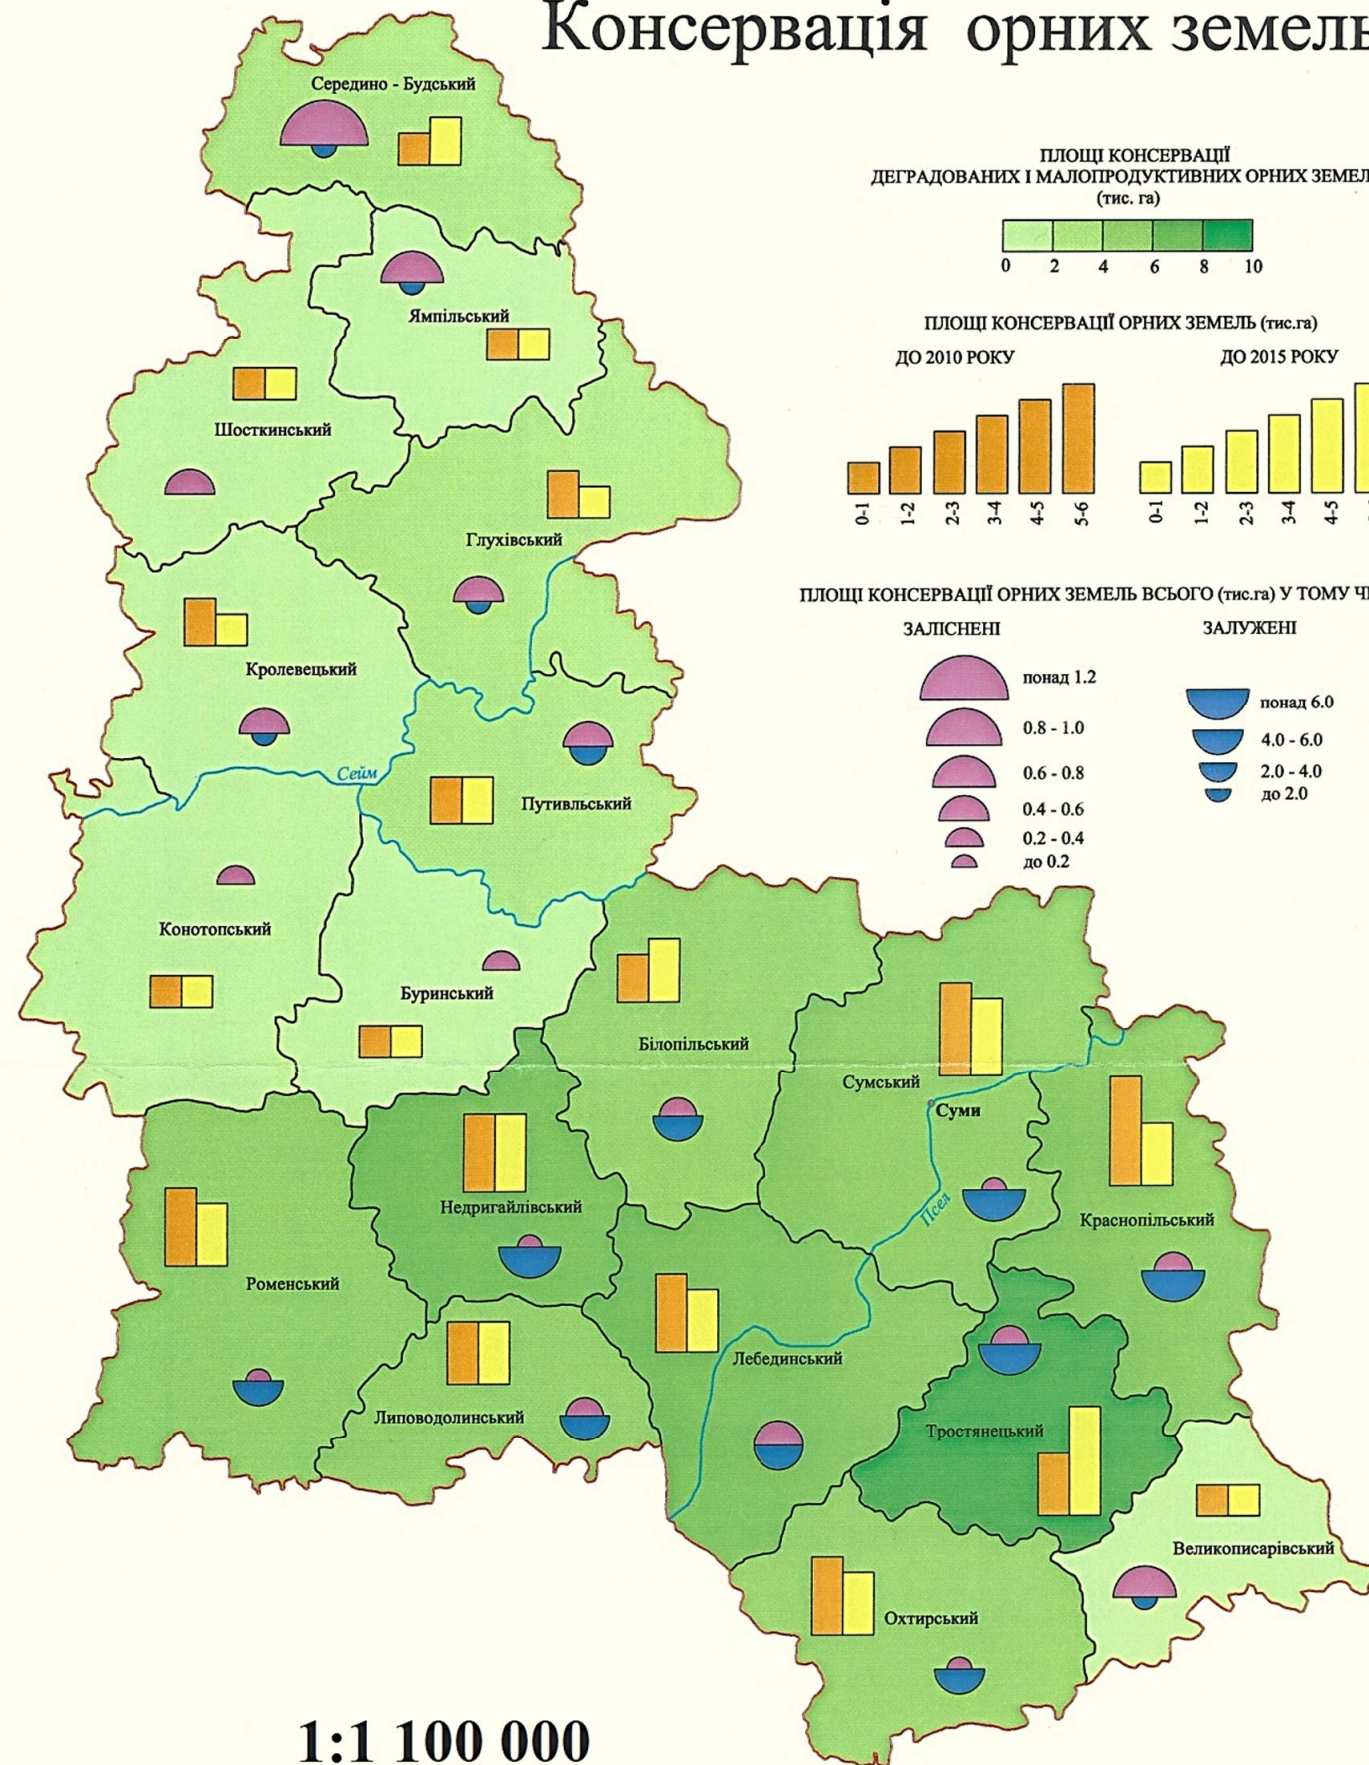 Консервація орних земель
Середино - Будський
ПЛОЩІ КОНСЕРВАЦІЇ
ДЕГРАДОВАНИХ І МАЛОПРОДУКТИВНИХ ОРНИХ ЗЕМЕЛ
(тис. га)
0 2 4 6 8 10
Ямпільський
ПЛОЩІ КОНСЕРВАЦІЇ ОРНИХ ЗЕМЕЛЬ (тис.га)
ДО 2010 РОКУ
ДО 2015 РОКУ
0-1 1-2 2-3 3-4 4-5 5-6
0-1 1-2 2-3 3-4 4-5
Шосткинський
Глухівський
ПЛОЩІ КОНСЕРВАЦІЇ ОРНИХ ЗЕМЕЛЬ ВСЬОГО (тис.га) У ТОМУ
ЗАЛІСНЕНІ
понад 1.2
0.8 - 1.0
0.6 - 0.8
0.4 - 0.6
0.2 - 0.4
до 0.2
ЗАЛУЖЕНІ
понад 6.0
4.0 - 6.0
2.0 - 4.0
до 2.0
Кролевецький
Сейм
Путивльський
Конотопський
Буринський
Білопільський
Сумський
Суми
Псел
Недригайлівський
Краснопільський
Роменський
Лебединський
Липоводолинський
Тростянецький
Великописарівський
Охтирський
1:1 100 000